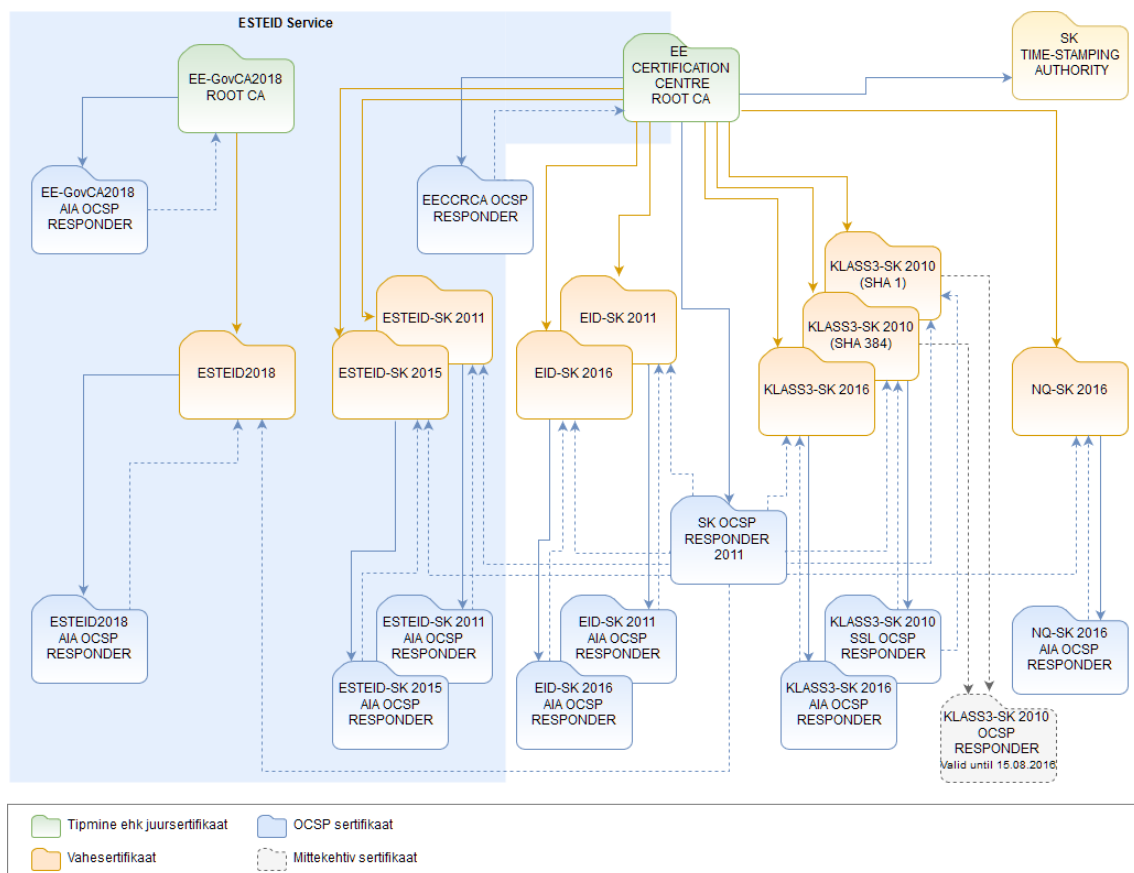 ESTEID Service
EE
CERTIFICATION
CENTRE
ROOT CA
SK
TIME-STAMPING
AUTHORITY
EE-GovCA2018
ROOT CA
EE-GovCA2018
AIA OCSP
RESPONDER
EECCRCA OCSP
RESPONDER
KLASS3-SK 2010
(SHA 1)
ESTEID-SK 2011
EID-SK 2011
KLASS3-SK 2010
(SHA 384)
ESTEID2018
ESTEID-SK 2015
EID-SK 2016
KLASS3-SK 2016
NQ-SK 2016
SK OCSP
RESPONDER
2011
ESTEID2018
AIA OCSP
RESPONDER
ESTEID-SK 2011
AIA OCSP
RESPONDER
EID-SK 2011
AIA OCSP
RESPONDER
KLASS3-SK 2010
SSL OCSP
RESPONDER
NQ-SK 2016
AIA OCSP
RESPONDER
ESTEID-SK 2015
AIA OCSP
RESPONDER
EID-SK 2016
AIA OCSP
RESPONDER
KLASS3-SK 2016
AIA OCSP
RESPONDER
KLASS3-SK 2010
OCSP
RESPONDER
Valid until 15.08.2016
Tipmine ehk juursertifikaat
OCSP sertifikaat
Vahesertifikaat
Mittekehtiv sertifikaat